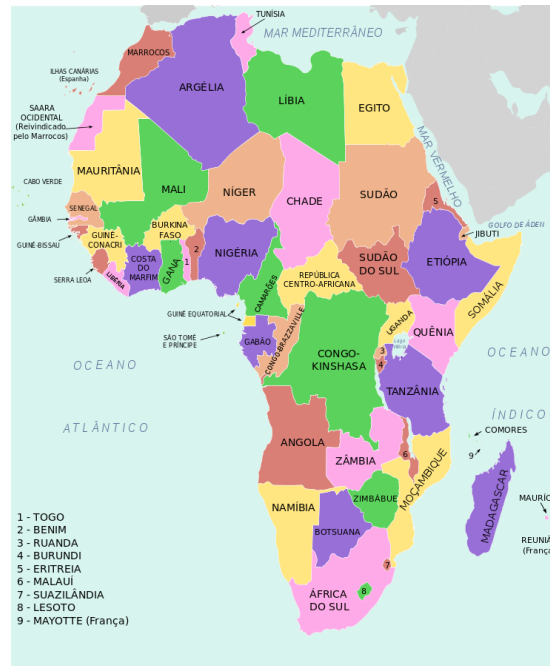 TUNÍSIA
MAR MEDITERRÂNEO
MARROCOS
ILHAS CANÁRIAS
(Espanha)
ARGÉLIA
LÍBIA
EGITO
SAARA
OCIDENTAL
(Reivindicado
pelo Marrocos)
MAR VERMELHO
MAURITÂNIA
MALI
NÍGER
CHADE
SUDÃO
5
CABO VERDE
SENEGAL
GÂMBIA
GUINÉ-BISSAU
GUINÉ-
CONACRI
BURKINA
FASO
GOLFO DE ÁDEN
JIBUTI
SERRA LEOA
LIBÉRIA
COSTA
DO
MARFIM
GANA
1
2
NIGÉRIA
CAMARÕES
REPÚBLICA
CENTRO-AFRICANA
SUDÃO
DO SUL
ETIÓPIA
SOMÁLIA
GUINÉ EQUATORIAL
SÃO TOMÉ
E PRÍNCIPE
GABÃO
CONGO-BRAZZAVILLE
CONGO-
KINSHASA
UGANDA
QUÊNIA
Lago
3
4
TANZÂNIA
OCEANO
ATLÂNTICO
OCEANO
ÍNDICO
ANGOLA
ZÂMBIA
6
MOÇAMBIQUE
COMORES
9
MADAGASCAR
MAURÍC
REUNIÃ
(França
NAMÍBIA
BOTSUANA
ZIMBÁBUE
7
8
ÁFRICA
DO SUL
1 - TOGO
2 - BENIM
3 - RUANDA
4 - BURUNDI
5 - ERITREIA
6 - MALAUÍ
7 - SUAZILÂNDIA
8 - LESOTO
9 - MAYOTTE (França)